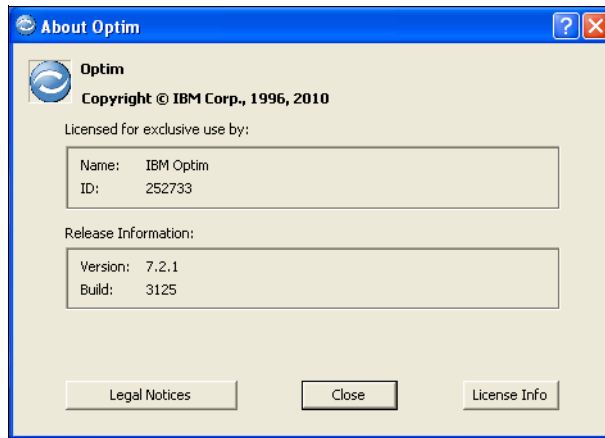 About Optim
?
Optim
Copyright © IBM Corp., 1996, 2010
Licensed for exclusive use by:
Name: IBM Optim
ID: 252733
Release Information:
Version: 7.2.1
Build: 3125
Legal Notices Close License Info